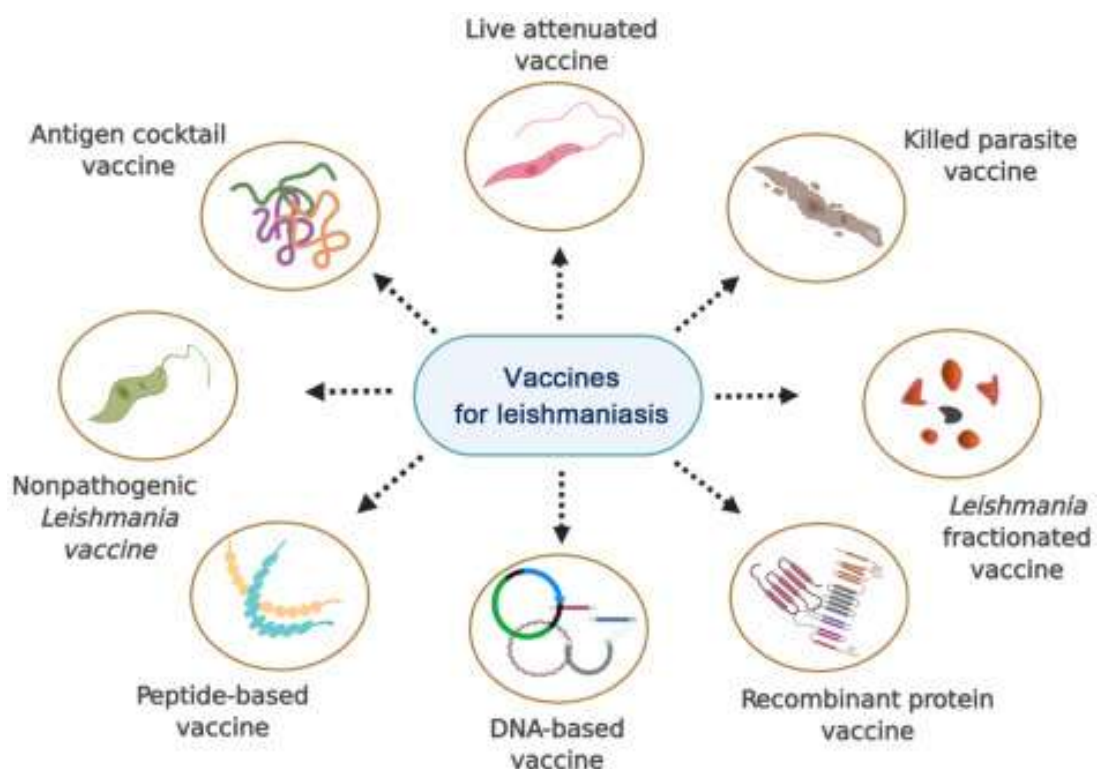 Live attenuated
vaccine
Antigen cocktail
vaccine
Killed parasite
vaccine
Vaccines
for leishmaniasis
Nonpathogenic
Leishmania
vaccine
Leishmania
fractionated
vaccine
Peptide-based
vaccine
DNA-based
vaccine
Recombinant protein
vaccine